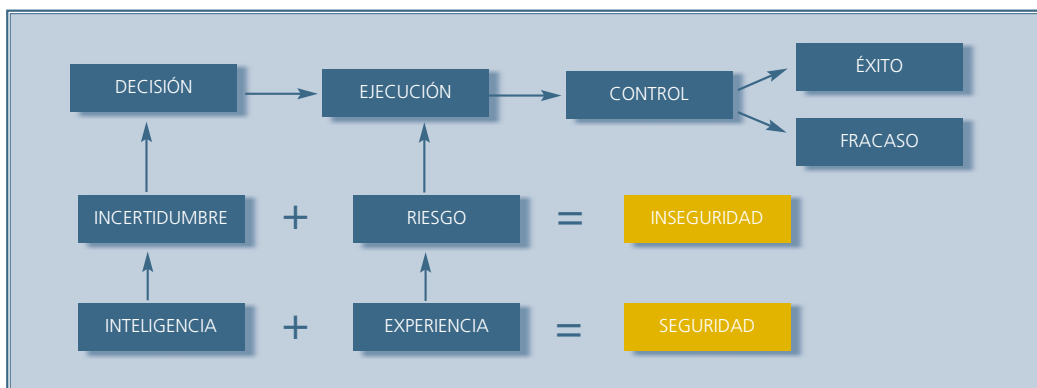 DECISIÓN
EJECUCIÓN
CONTROL
ÉXITO
FRACASO
INCERTIDUMBRE + RIESGO = INSEGURIDAD
INTELIGENCIA + EXPERIENCIA = SEGURIDAD